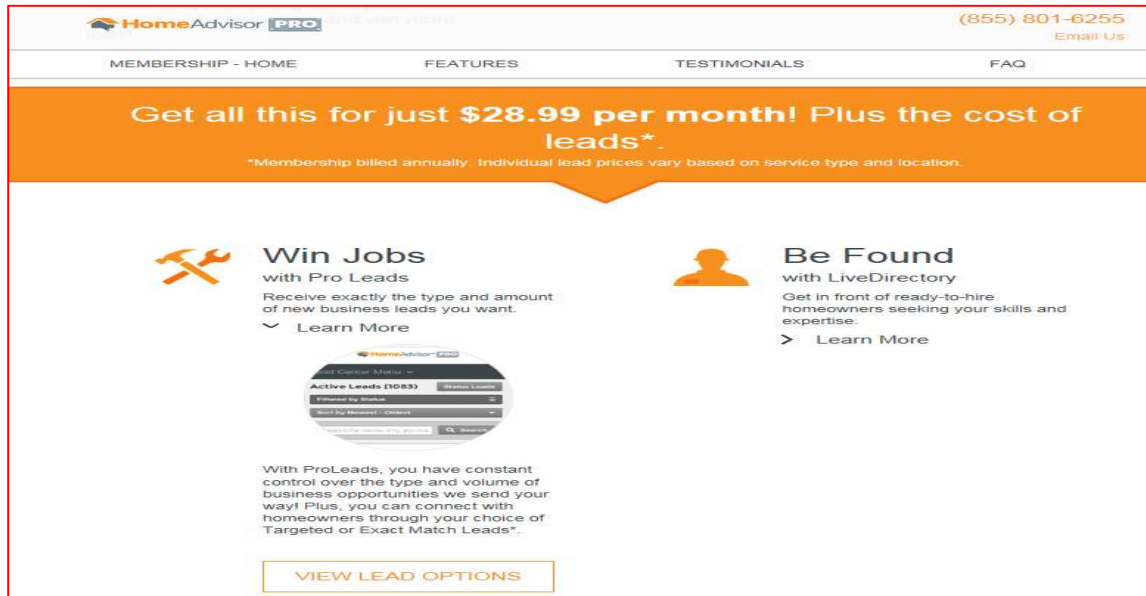 HomeAdvisor PRO
(855) 801-6255
Email Us
MEMBERSHIP - HOME
FEATURES
TESTIMONIALS
FAQ
Get all this for just $28.99 per month! Plus the cost of
leads*.
*Membership billed annually. Individual lead prices vary based on service type and location.
Win Jobs
with Pro Leads
Receive exactly the type and amount
of new business leads you want.
Learn More
HomeAdvisor PRO
Center Menu
Active Leads (1083)
Status Leads
Filtered by Status
Sort by Newest - Oldest
Search
With ProLeads, you have constant
control over the type and volume of
business opportunities we send your
way! Plus, you can connect with
homeowners through your choice of
Targeted or Exact Match Leads*.
VIEW LEAD OPTIONS
Be Found
with LiveDirectory
Get in front of ready-to-hire
homeowners seeking your skills and
expertise.
Learn More